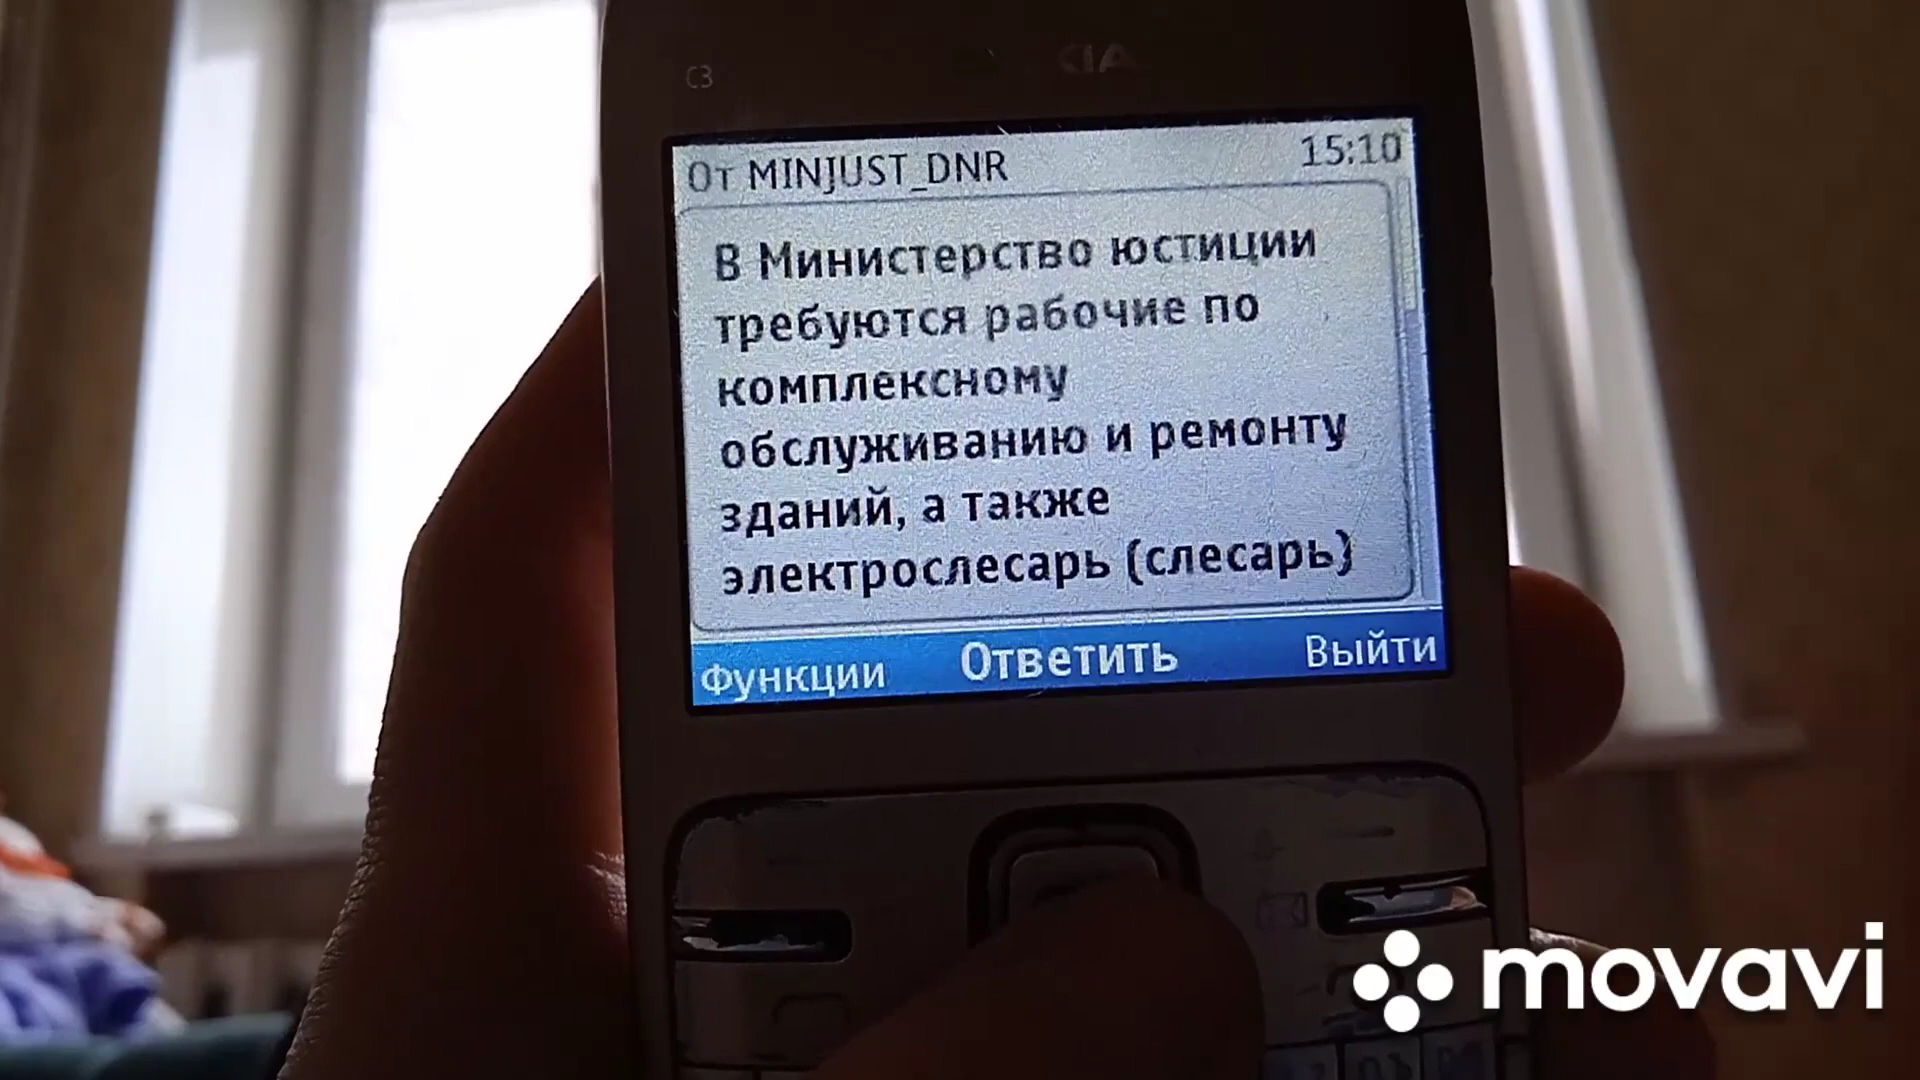 C3
От MINJUST_DNR 15:10
В Министерство юстиции
требуются рабочие по
комплексному
обслуживанию и ремонту
зданий, а также
электрослесарь (слесарь)
Функции Ответить Выйти
movavi